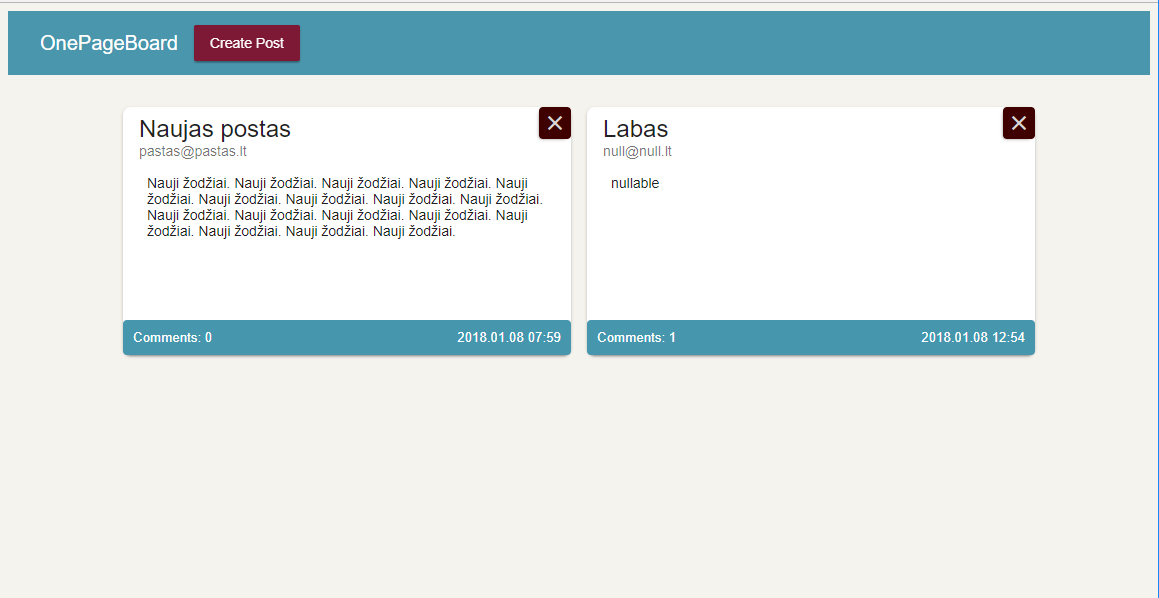 OnePageBoard
Create Post
Naujas postas
pastas@pastas.lt
Nauji žodžiai. Nauji žodžiai. Nauji žodžiai. Nauji žodžiai. Nauji
žodžiai. Nauji žodžiai. Nauji žodžiai. Nauji žodžiai. Nauji žodžiai.
Nauji žodžiai. Nauji žodžiai. Nauji žodžiai. Nauji žodžiai. Nauji
žodžiai. Nauji žodžiai. Nauji žodžiai. Nauji žodžiai.
Comments: 0
2018.01.08 07:59
Labas
null@null.lt
nullable
Comments: 1
2018.01.08 12:54